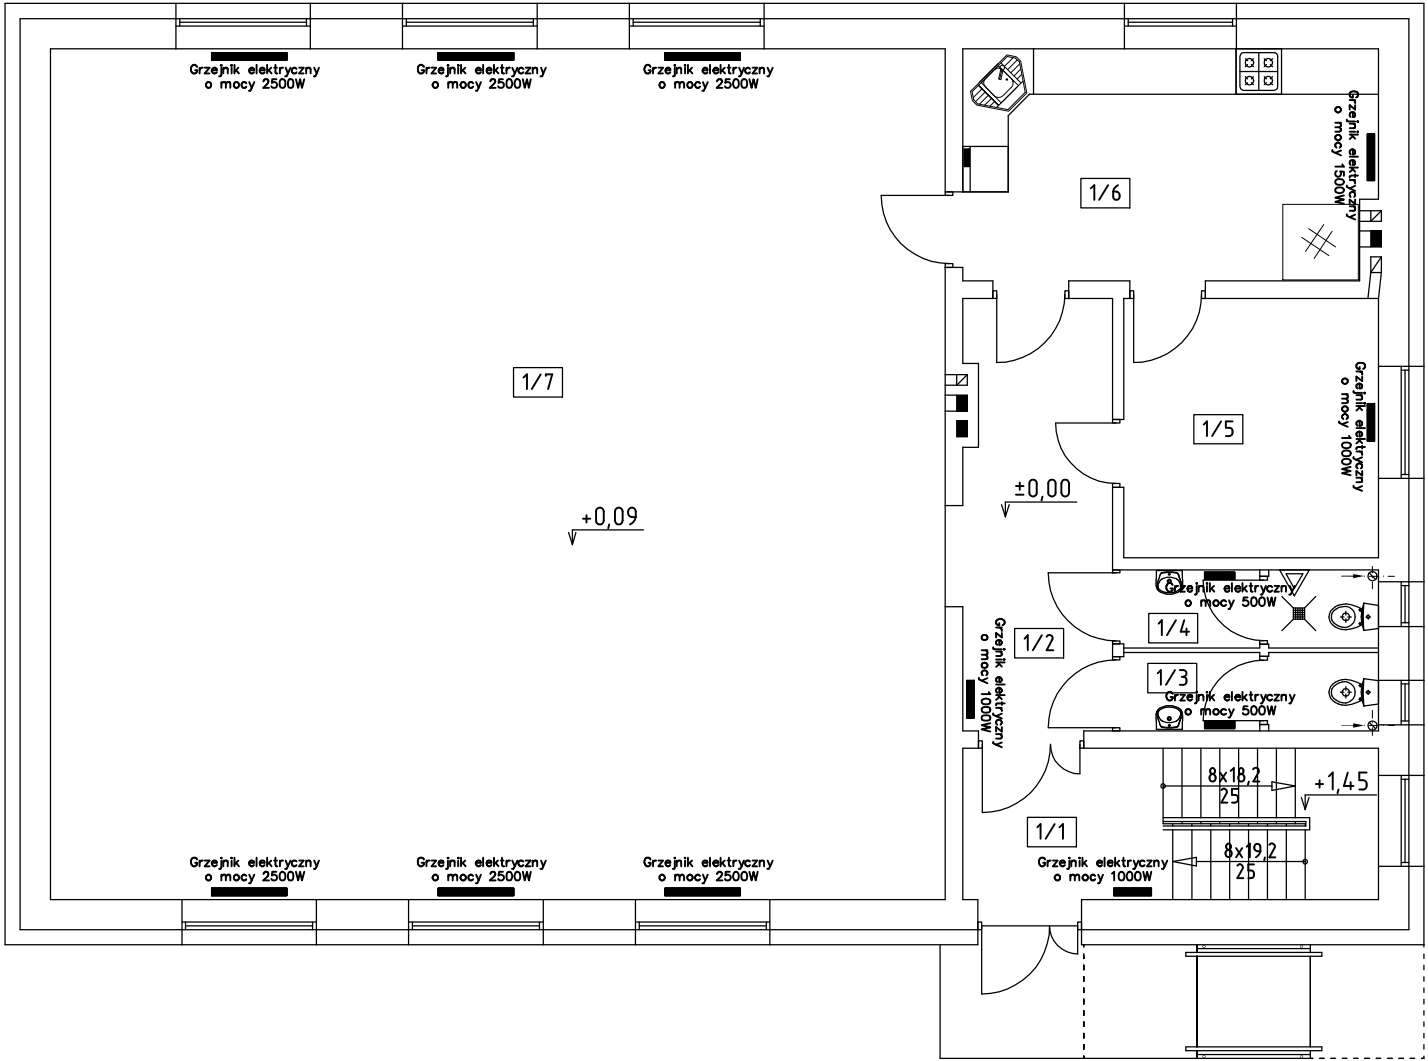 Grzejnik elektryczny
o mocy 2500W
Grzejnik elektryczny
o mocy 2500W
Grzejnik elektryczny
o mocy 2500W
Grzejnik elektryczny
o mocy 1500W
1/6
1/7
Grzejnik elektryczny
o mocy 1000W
1/5
±0,00
+0,09
Grzejnik elektryczny
o mocy 500W
1/4
1/2
Grzejnik elektryczny
o mocy 1000W
1/3
Grzejnik elektryczny
o mocy 500W
8x18,2
25
+1,45
1/1
8x19,2
25
Grzejnik elektryczny
o mocy 1000W
Grzejnik elektryczny
o mocy 2500W
Grzejnik elektryczny
o mocy 2500W
Grzejnik elektryczny
o mocy 2500W